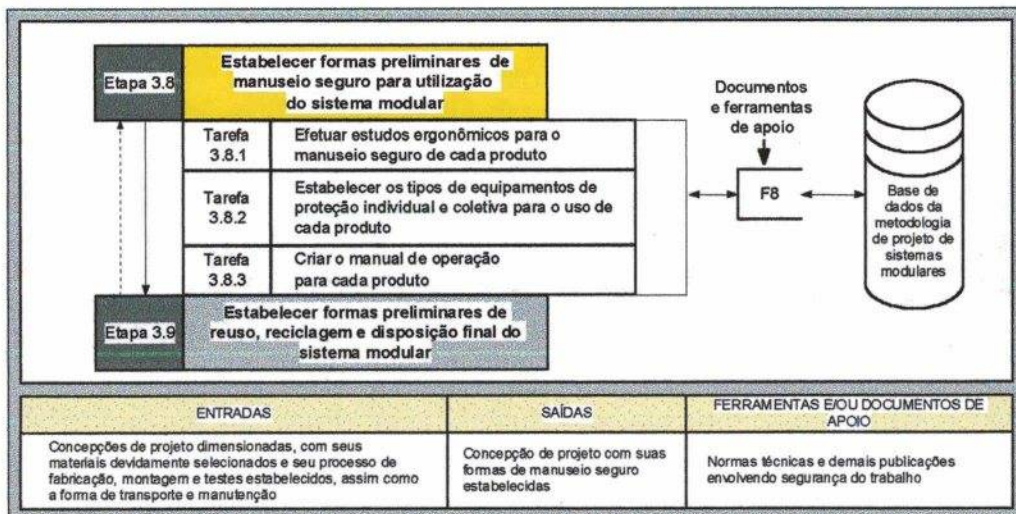 Etapa 3.8
Estabelecer formas preliminares de
manuseio seguro para utilização
do sistema modular
Tarefa
3.8.1
Efetuar estudos ergonômicos para o
manuseio seguro de cada produto
Tarefa
3.8.2
Estabelecer os tipos de equipamentos de
proteção individual e coletiva para o uso de
cada produto
Tarefa
3.8.3
Criar o manual de operação
para cada produto
Etapa 3.9
Estabelecer formas preliminares de
reuso, reciclagem e disposição final do
sistema modular
Documentos
e ferramentas
de apoio
F8
Base de
dados da
metodologia
de projeto de
sistemas
modulares
ENTRADAS
SAÍDAS
FERRAMENTAS E/OU DOCUMENTOS DE
APOIO
Concepções de projeto dimensionadas, com seus
materiais devidamente selecionados e seu processo de
fabricação, montagem e testes estabelecidos, assim como
a forma de transporte e manutenção
Concepção de projeto com suas
formas de manuseio seguro
estabelecidas
Normas técnicas e demais publicações
envolvendo segurança do trabalho